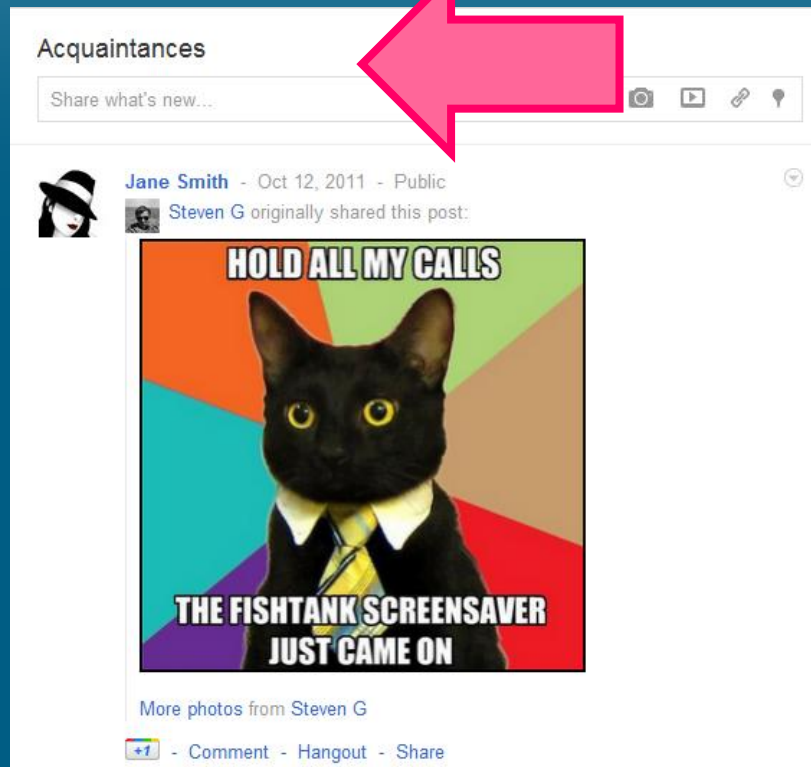 Acquaintances
Share what's new...
Jane Smith - Oct 12, 2011 - Public
Steven G originally shared this post:
HOLD ALL MY CALLS
THE FISHTANK SCREENSAVER
JUST CAME ON
More photos from Steven G
+1 - Comment - Hangout - Share